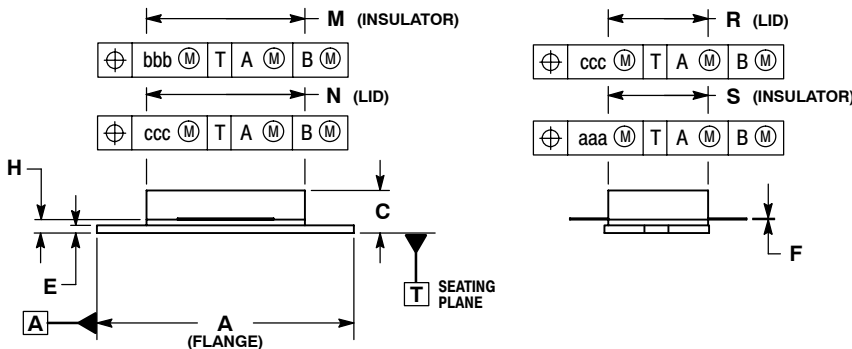 M (INSULATOR)
⌖ bbb Ⓜ T A Ⓜ B Ⓜ
N (LID)
⌖ ccc Ⓜ T A Ⓜ B Ⓜ
R (LID)
⌖ ccc Ⓜ T A Ⓜ B Ⓜ
S (INSULATOR)
⌖ aaa Ⓜ T A Ⓜ B Ⓜ
H
C
E
F
T SEATING
PLANE
A
A
(FLANGE)